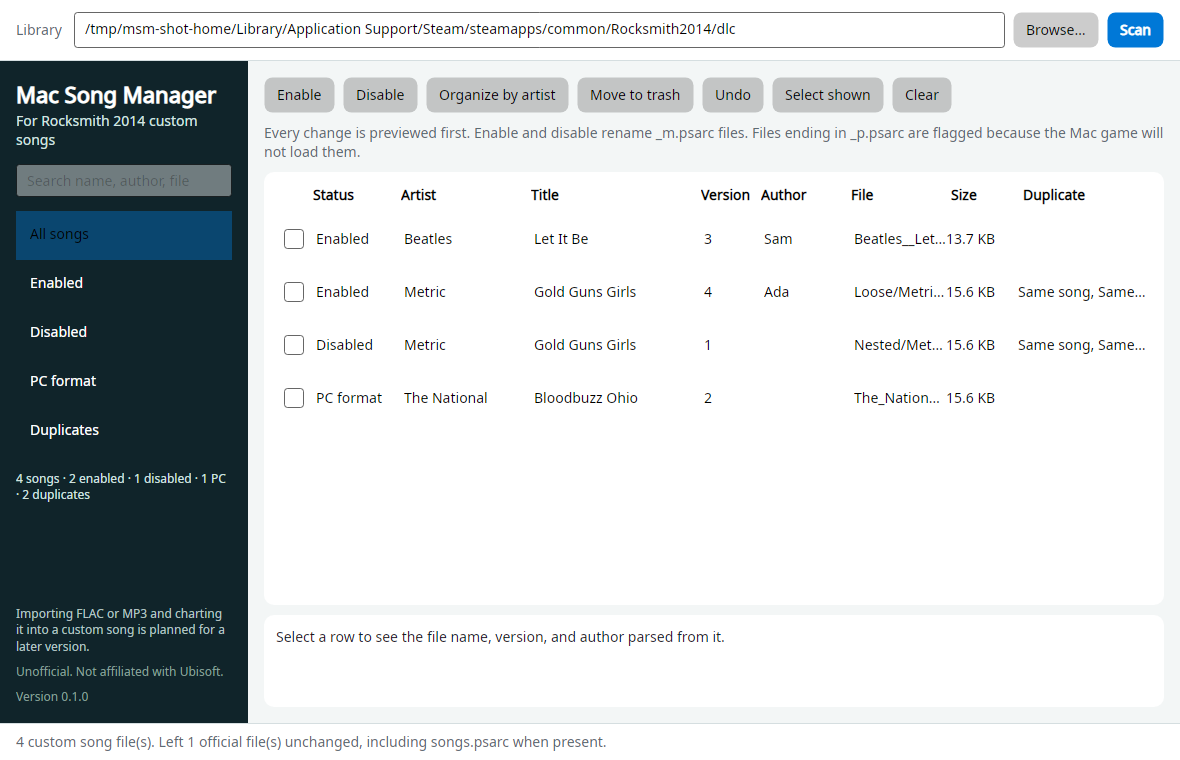 Library /tmp/msm-shot-home/Library/Application Support/Steam/steamapps/common/Rocksmith2014/dlc Browse... Scan
Mac Song Manager
For Rocksmith 2014 custom
songs
Search name, author, file
All songs
Enabled
Disabled
PC format
Duplicates
4 songs · 2 enabled · 1 disabled · 1 PC
· 2 duplicates
Importing FLAC or MP3 and charting
it into a custom song is planned for a
later version.
Unofficial. Not affiliated with Ubisoft.
Version 0.1.0
Enable Disable Organize by artist Move to trash Undo Select shown Clear
Every change is previewed first. Enable and disable rename _m.psarc files. Files ending in _p.psarc are flagged because the Mac game will
not load them.
Status Artist Title Version Author File Size Duplicate
Enabled Beatles Let It Be 3 Sam Beatles__Let... 13.7 KB
Enabled Metric Gold Guns Girls 4 Ada Loose/Metri... 15.6 KB Same song, Same...
Disabled Metric Gold Guns Girls 1 Nested/Met... 15.6 KB Same song, Same...
PC format The National Bloodbuzz Ohio 2 The_Nation... 15.6 KB
Select a row to see the file name, version, and author parsed from it.
4 custom song file(s). Left 1 official file(s) unchanged, including songs.psarc when present.